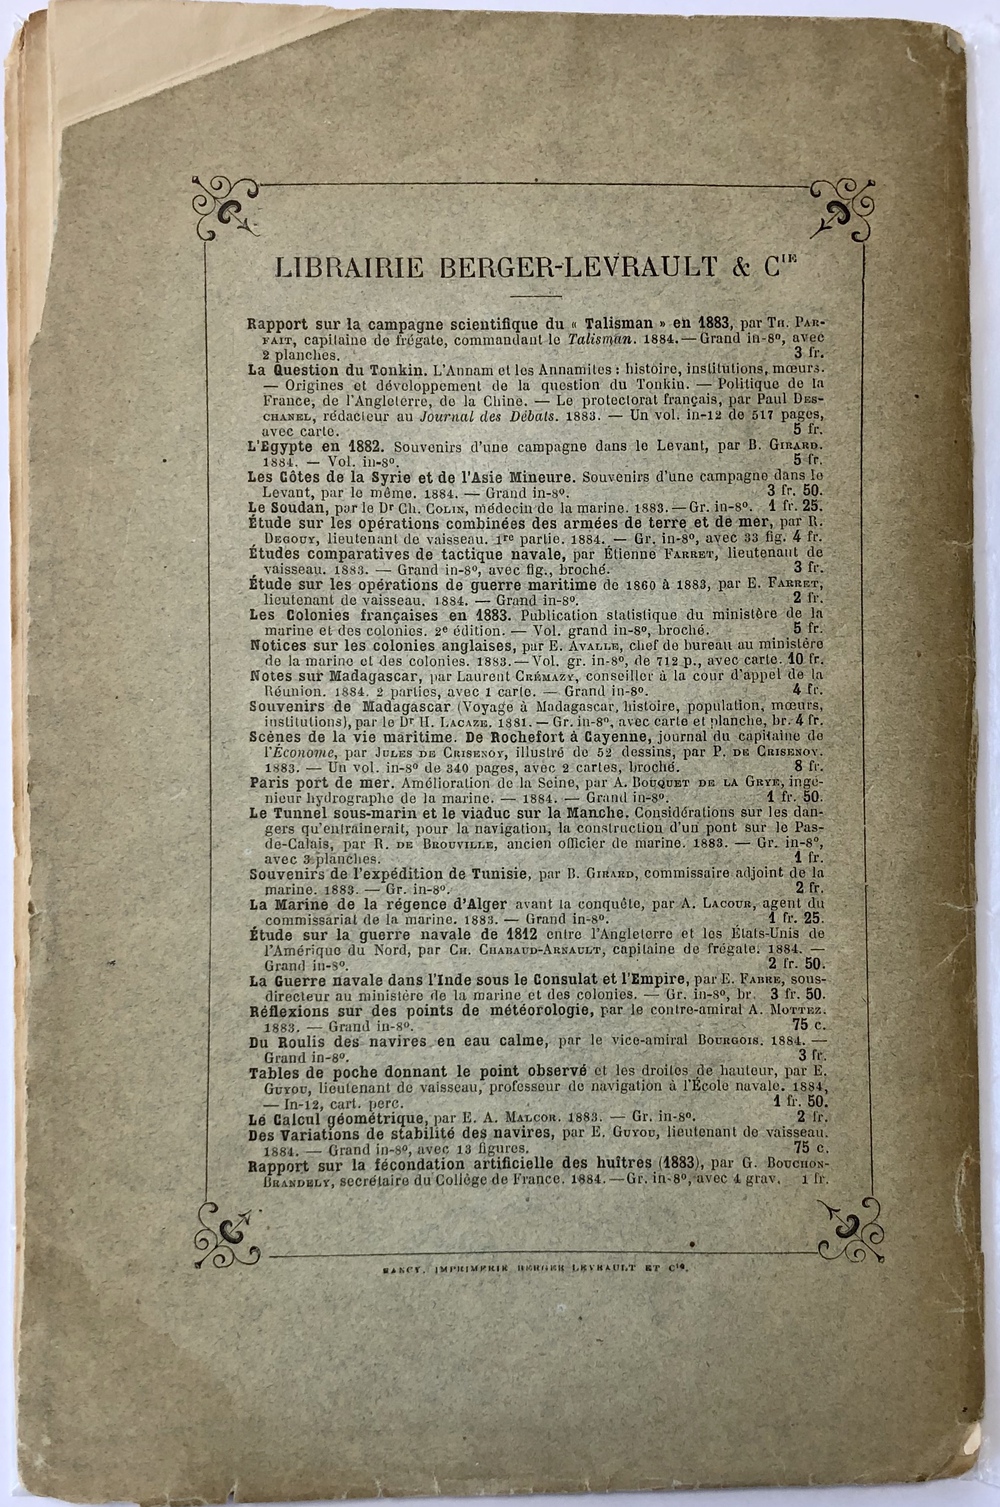 LIBRAIRIE BERGER-LEVRAULT & Cᴵᴱ
Rapport sur la campagne scientifique du « Talisman » en 1883, par TH. PAR-
FAIT, capitaine de frégate, commandant le Talisman. 1884. — Grand in-8º, avec
2 planches. 3 fr.
La Question du Tonkin. L'Annam et les Annamites : histoire, institutions, mœurs.
— Origines et développement de la question du Tonkin. — Politique de la
France, de l'Angleterre, de la Chine. — Le protectorat français, par Paul DES-
CHANEL, rédacteur au Journal des Débats. 1883. — Un vol. in-12 de 517 pages,
avec carte. 5 fr.
L'Egypte en 1882. Souvenirs d'une campagne dans le Levant, par B. GIRARD.
1884. — Vol. in-8º. 5 fr.
Les Côtes de la Syrie et de l'Asie Mineure. Souvenirs d'une campagne dans le
Levant, par le même. 1884. — Grand in-8º. 3 fr. 50.
Le Soudan, par le Dr Ch. COLIN, médecin de la marine. 1883. — Gr. in-8º. 1 fr. 25.
Étude sur les opérations combinées des armées de terre et de mer, par R.
DEGOUY, lieutenant de vaisseau. 1re partie. 1884. — Gr. in-8º, avec 33 fig. 4 fr.
Études comparatives de tactique navale, par Étienne FARRET, lieutenant de
vaisseau. 1883. — Grand in-8º, avec fig., broché. 3 fr.
Étude sur les opérations de guerre maritime de 1860 à 1883, par E. FARRET,
lieutenant de vaisseau. 1884. — Grand in-8º. 2 fr.
Les Colonies françaises en 1883. Publication statistique du ministère de la
marine et des colonies. 2e édition. — Vol. grand in-8º, broché. 5 fr.
Notices sur les colonies anglaises, par E. AVALLE, chef de bureau au ministère
de la marine et des colonies. 1883. — Vol. gr. in-8º, de 712 p., avec carte. 10 fr.
Notes sur Madagascar, par Laurent CRÉMAZY, conseiller à la cour d'appel de la
Réunion. 1884. 2 parties, avec 1 carte. — Grand in-8º. 4 fr.
Souvenirs de Madagascar (Voyage à Madagascar, histoire, population, mœurs,
institutions), par le Dr H. LACAZE. 1881. — Gr. in-8º, avec carte et planche, br. 4 fr.
Scènes de la vie maritime. De Rochefort à Cayenne, journal du capitaine de
l'Économe, par JULES DE CRISENOY, illustré de 52 dessins, par P. DE CRISENOY.
1883. — Un vol. in-8º de 340 pages, avec 2 cartes, broché. 8 fr.
Paris port de mer. Amélioration de la Seine, par A. BOUQUET DE LA GRYE, ingé-
nieur hydrographe de la marine. — 1884. — Grand in-8º. 1 fr. 50.
Le Tunnel sous-marin et le viaduc sur la Manche. Considérations sur les dan-
gers qu'entraînerait, pour la navigation, la construction d'un pont sur le Pas-
de-Calais, par R. DE BROUVILLE, ancien officier de marine. 1883. — Gr. in-8º,
avec 3 planches. 1 fr.
Souvenirs de l'expédition de Tunisie, par B. GIRARD, commissaire adjoint de la
marine. 1883. — Gr. in-8º. 2 fr.
La Marine de la régence d'Alger avant la conquête, par A. LACOUR, agent du
commissariat de la marine. 1883. — Grand in-8º. 1 fr. 25.
Étude sur la guerre navale de 1812 entre l'Angleterre et les États-Unis de
l'Amérique du Nord, par CH. CHABAUD-ARNAULT, capitaine de frégate. 1884. —
Grand in-8º. 2 fr. 50.
La Guerre navale dans l'Inde sous le Consulat et l'Empire, par E. FABRE, sous-
directeur au ministère de la marine et des colonies. — Gr. in-8º, br. 3 fr. 50.
Réflexions sur des points de météorologie, par le contre-amiral A. MOTTEZ.
1883. — Grand in-8º. 75 c.
Du Roulis des navires en eau calme, par le vice-amiral BOURGOIS. 1884. —
Grand in-8º. 3 fr.
Tables de poche donnant le point observé et les droites de hauteur, par E.
GUYOU, lieutenant de vaisseau, professeur de navigation à l'École navale. 1884,
— In-12, cart. perc. 1 fr. 50.
Le Calcul géométrique, par E. A. MALCOR. 1883. — Gr. in-8º. 2 fr.
Des Variations de stabilité des navires, par E. GUYOU, lieutenant de vaisseau.
1884. — Grand in-8º, avec 13 figures. 75 c.
Rapport sur la fécondation artificielle des huîtres (1883), par G. BOUCHON-
BRANDELY, secrétaire du Collège de France. 1884. — Gr. in-8º, avec 4 grav. 1 fr.
NANCY, IMPRIMERIE BERGER LEVRAULT ET Cie.